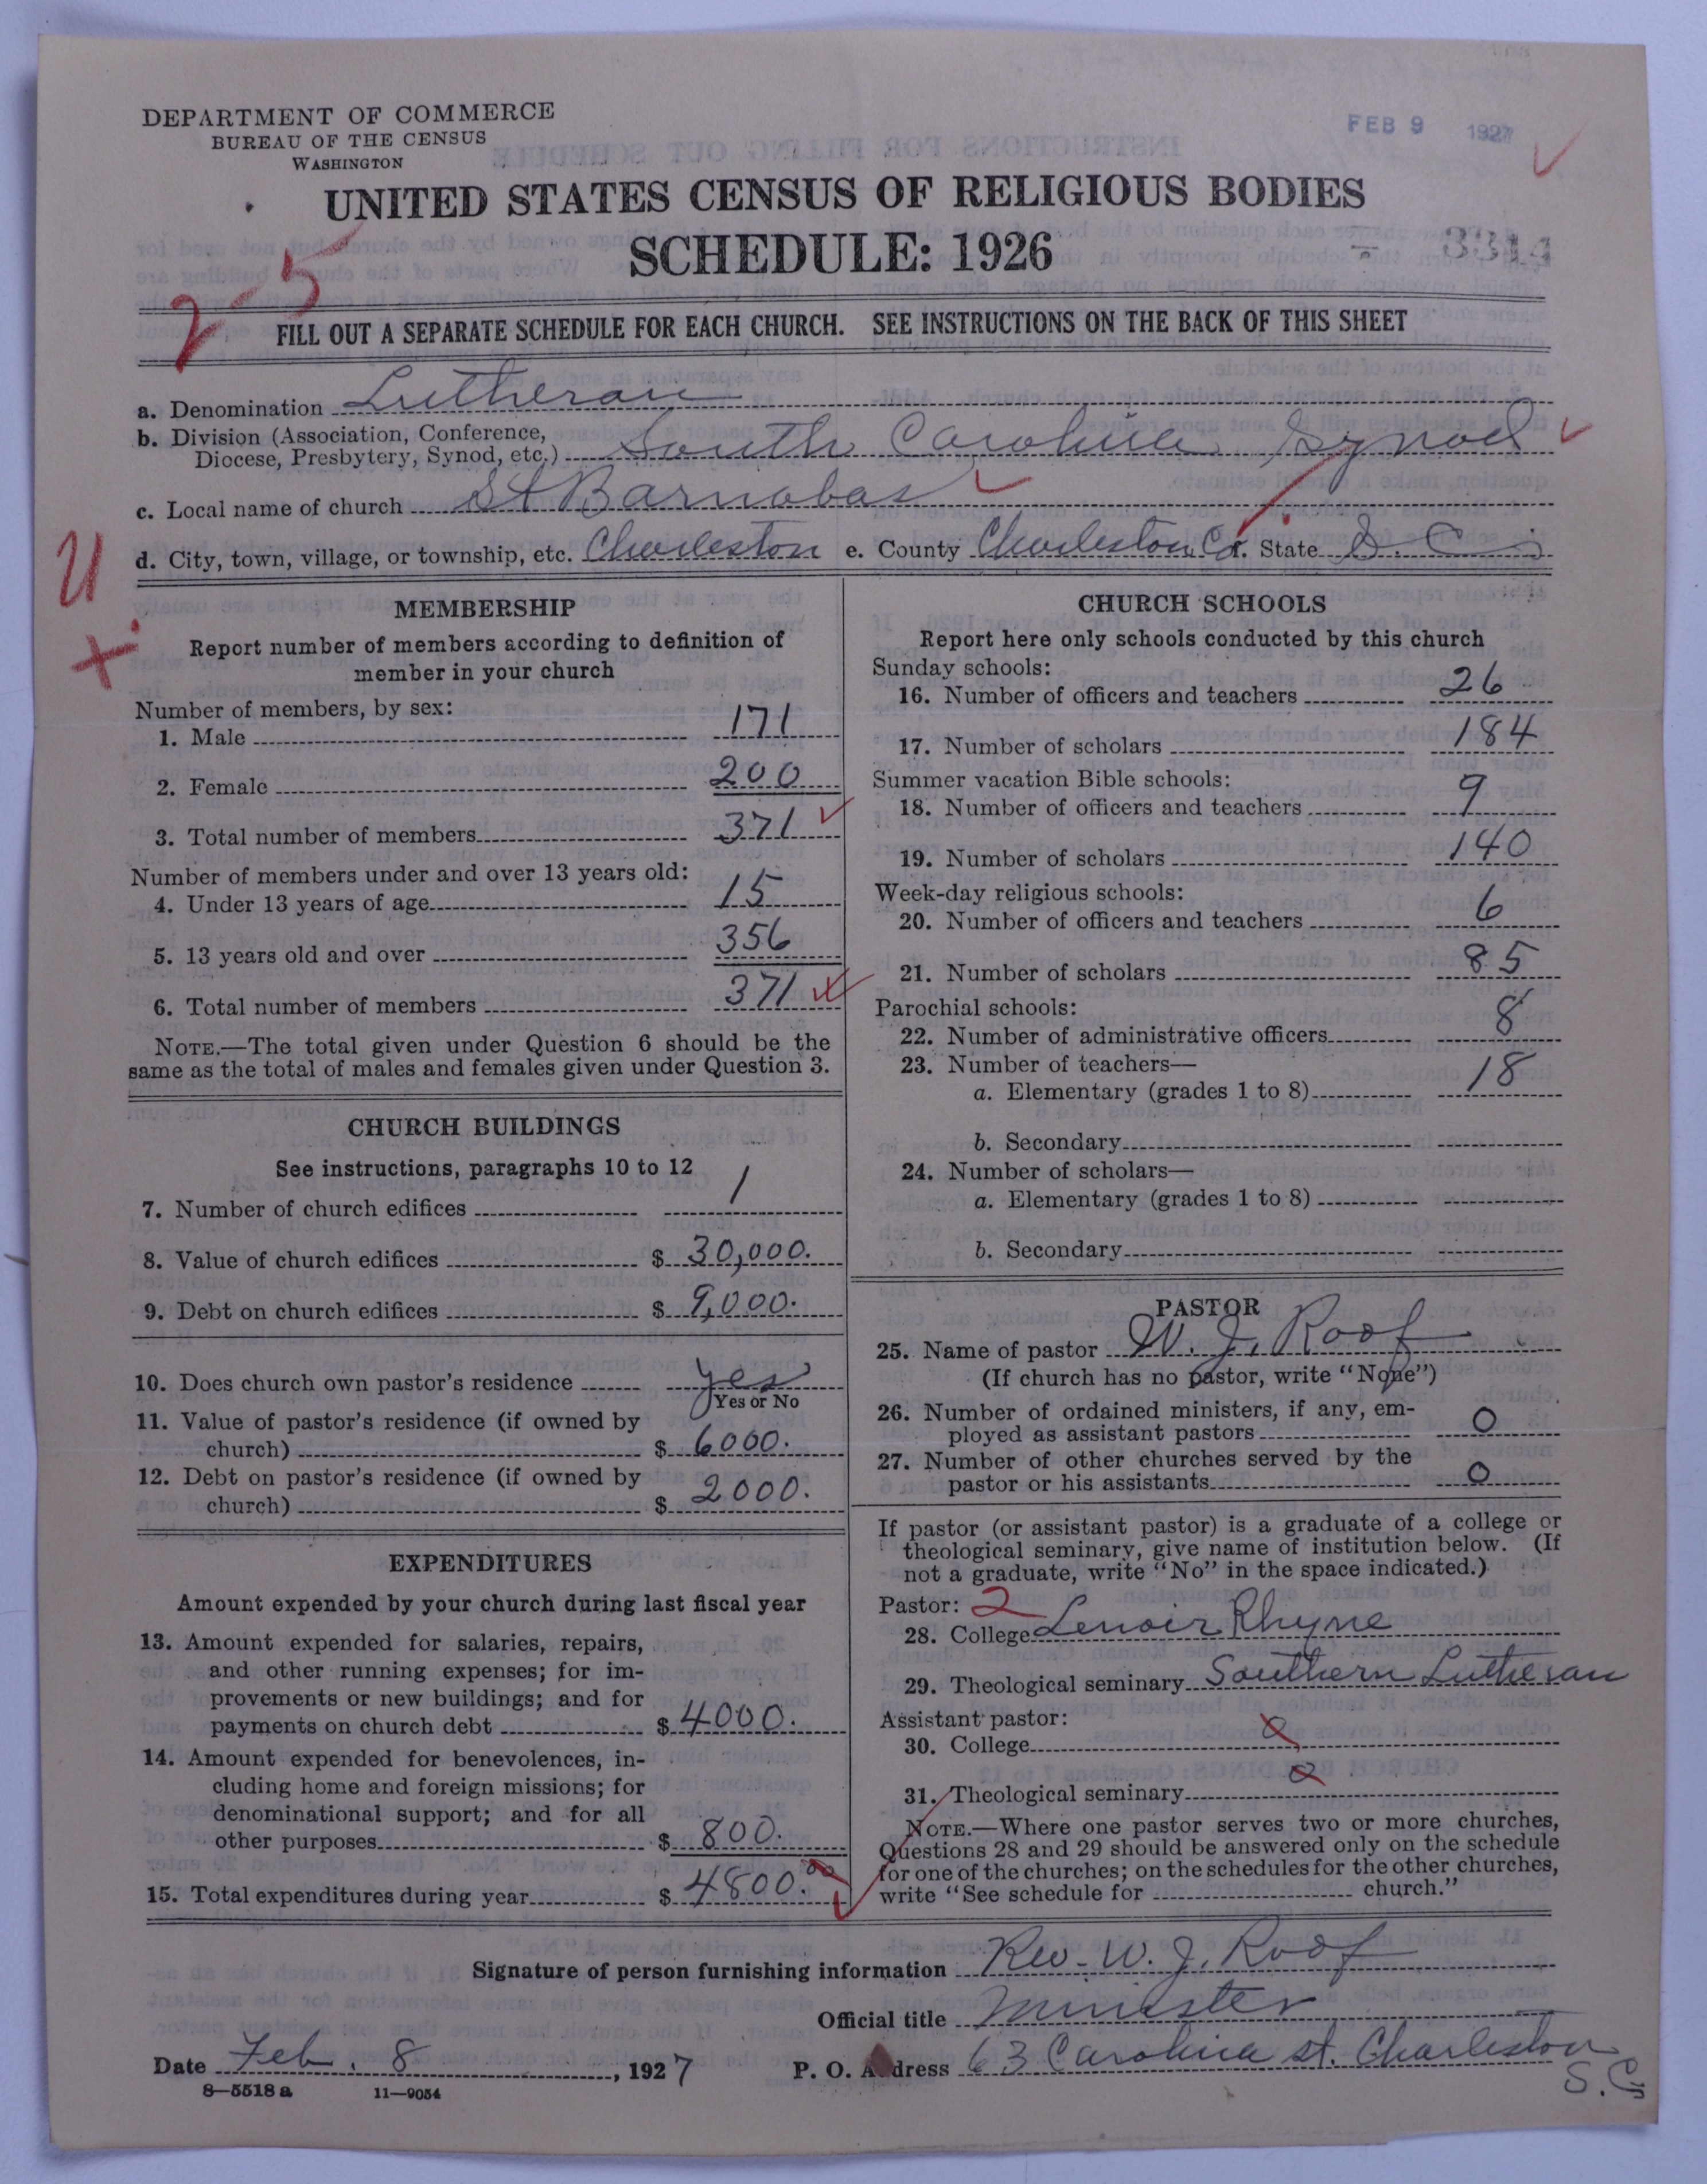 DEPARTMENT OF COMMERCE
BUREAU OF THE CENSUS
WASHINGTON
FEB 9 1927
UNITED STATES CENSUS OF RELIGIOUS BODIES
SCHEDULE: 1926
3314
2-5
FILL OUT A SEPARATE SCHEDULE FOR EACH CHURCH. SEE INSTRUCTIONS ON THE BACK OF THIS SHEET
a. Denomination Lutheran
b. Division (Association, Conference,
Diocese, Presbytery, Synod, etc.) South Carolina Synod
c. Local name of church St Barnabas
d. City, town, village, or township, etc. Charleston e. County Charleston Co. f. State S. C.
U
+
MEMBERSHIP
Report number of members according to definition of
member in your church
Number of members, by sex:
1. Male 171
2. Female 200
3. Total number of members 371
Number of members under and over 13 years old:
4. Under 13 years of age 15
5. 13 years old and over 356
6. Total number of members 371
NOTE.—The total given under Question 6 should be the
same as the total of males and females given under Question 3.
CHURCH BUILDINGS
See instructions, paragraphs 10 to 12
7. Number of church edifices 1
8. Value of church edifices $ 30,000.
9. Debt on church edifices $ 9,000.
10. Does church own pastor's residence yes
Yes or No
11. Value of pastor's residence (if owned by
church) $ 6000.
12. Debt on pastor's residence (if owned by
church) $ 2000.
EXPENDITURES
Amount expended by your church during last fiscal year
13. Amount expended for salaries, repairs,
and other running expenses; for im-
provements or new buildings; and for
payments on church debt $ 4000.
14. Amount expended for benevolences, in-
cluding home and foreign missions; for
denominational support; and for all
other purposes $ 800.
15. Total expenditures during year $ 4800.00
CHURCH SCHOOLS
Report here only schools conducted by this church
Sunday schools:
16. Number of officers and teachers 26
17. Number of scholars 184
Summer vacation Bible schools:
18. Number of officers and teachers 9
19. Number of scholars 140
Week-day religious schools:
20. Number of officers and teachers 6
21. Number of scholars 85
Parochial schools:
22. Number of administrative officers 8
23. Number of teachers—
a. Elementary (grades 1 to 8) 18
b. Secondary
24. Number of scholars—
a. Elementary (grades 1 to 8)
b. Secondary
PASTOR
25. Name of pastor W. J. Roof
(If church has no pastor, write "None")
26. Number of ordained ministers, if any, em-
ployed as assistant pastors 0
27. Number of other churches served by the
pastor or his assistants 0
If pastor (or assistant pastor) is a graduate of a college or
theological seminary, give name of institution below. (If
not a graduate, write "No" in the space indicated.)
Pastor: 2
28. College Lenoir Rhyne
29. Theological seminary Southern Lutheran
Assistant pastor:
30. College 0
31. Theological seminary 0
NOTE.—Where one pastor serves two or more churches,
Questions 28 and 29 should be answered only on the schedule
for one of the churches; on the schedules for the other churches,
write "See schedule for church."
Signature of person furnishing information Rev. W. J. Roof
Official title Minister
Date Feb. 8, 1927 P. O. Address 63 Carolina st. Charleston
S. C.
8—5518 a 11—9054